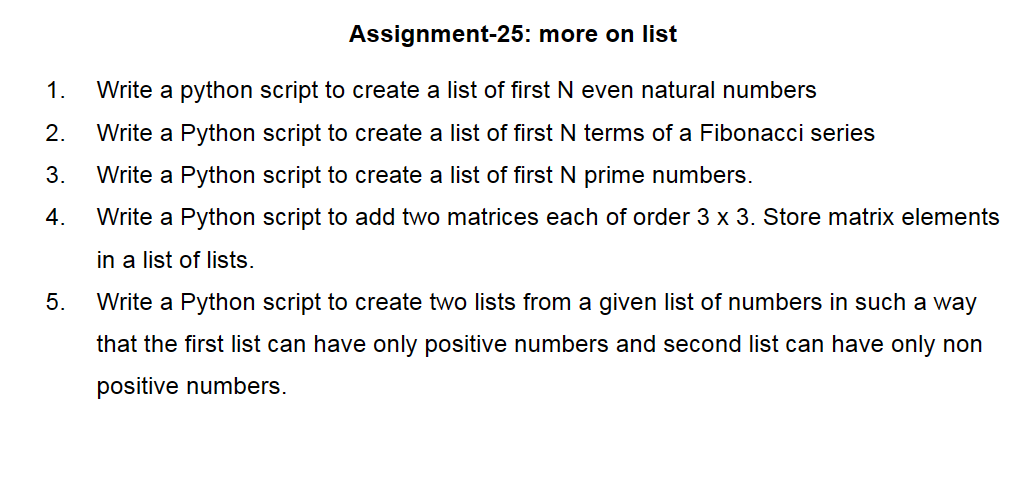 Assignment-25: more on list
1. Write a python script to create a list of first N even natural numbers
2. Write a Python script to create a list of first N terms of a Fibonacci series
3. Write a Python script to create a list of first N prime numbers.
4. Write a Python script to add two matrices each of order 3 x 3. Store matrix elements
in a list of lists.
5. Write a Python script to create two lists from a given list of numbers in such a way
that the first list can have only positive numbers and second list can have only non
positive numbers.